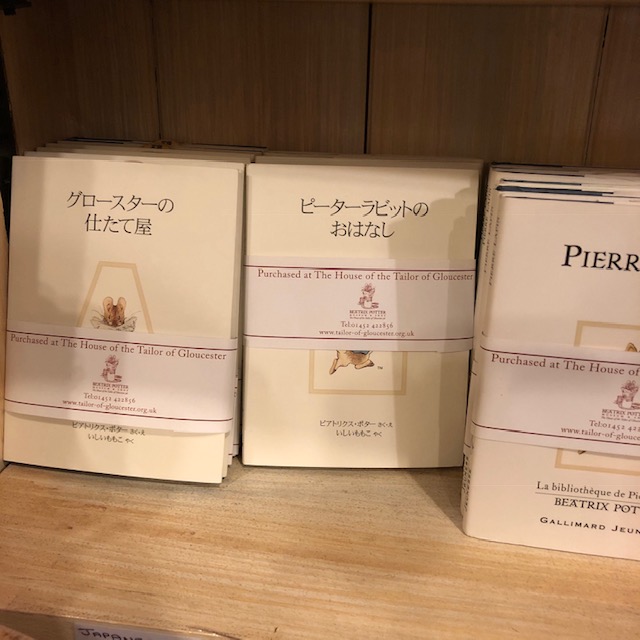 グロースターの
仕たて屋
Purchased at The House of the Tailor of Gloucester
BEATRIX POTTER
Tel:01452 422856
www.tailor-of-gloucester.org.uk
ビアトリクス・ポター さく・え
いしいももこ やく
ピーターラビットの
おはなし
Purchased at The House of the Tailor of Gloucester
BEATRIX POTTER
Tel:01452 422856
www.tailor-of-gloucester.org.uk
ビアトリクス・ポター さく・え
いしいももこ やく
PIERR
Purchased at The House of the
BEATRIX
Tel:01452
www.tailor-of-glouces
La bibliothèque de Pie
BEATRIX POT
GALLIMARD JEUN
JAPANE